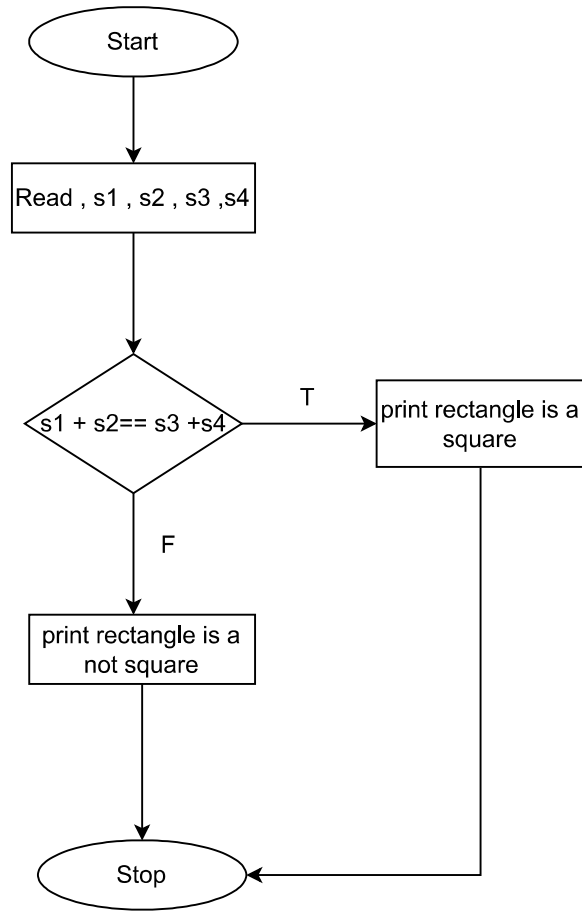 Start
Read , s1 , s2 , s3 ,s4
s1 + s2== s3 +s4
T
print rectangle is a
square
F
print rectangle is a
not square
Stop